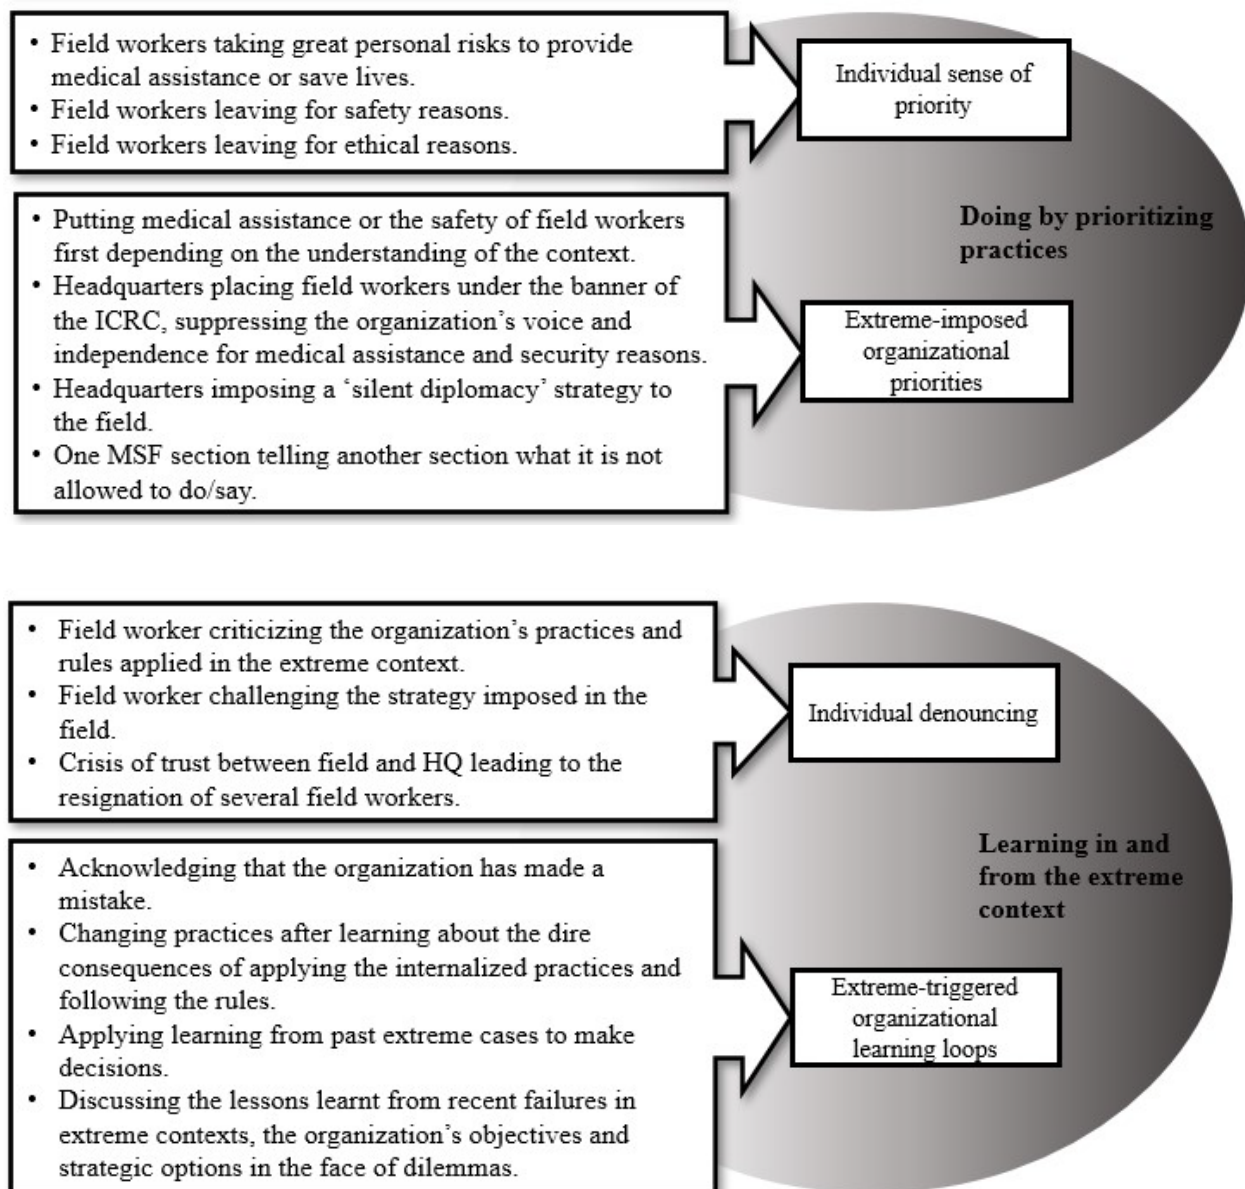 • Field workers taking great personal risks to provide
medical assistance or save lives.
• Field workers leaving for safety reasons.
• Field workers leaving for ethical reasons.
Individual sense of
priority
• Putting medical assistance or the safety of field workers
first depending on the understanding of the context.
• Headquarters placing field workers under the banner of
the ICRC, suppressing the organization’s voice and
independence for medical assistance and security reasons.
• Headquarters imposing a ‘silent diplomacy’ strategy to
the field.
• One MSF section telling another section what it is not
allowed to do/say.
Extreme-imposed
organizational
priorities
Doing by prioritizing
practices
• Field worker criticizing the organization’s practices and
rules applied in the extreme context.
• Field worker challenging the strategy imposed in the
field.
• Crisis of trust between field and HQ leading to the
resignation of several field workers.
Individual denouncing
• Acknowledging that the organization has made a
mistake.
• Changing practices after learning about the dire
consequences of applying the internalized practices and
following the rules.
• Applying learning from past extreme cases to make
decisions.
• Discussing the lessons learnt from recent failures in
extreme contexts, the organization’s objectives and
strategic options in the face of dilemmas.
Extreme-triggered
organizational
learning loops
Learning in and
from the extreme
context